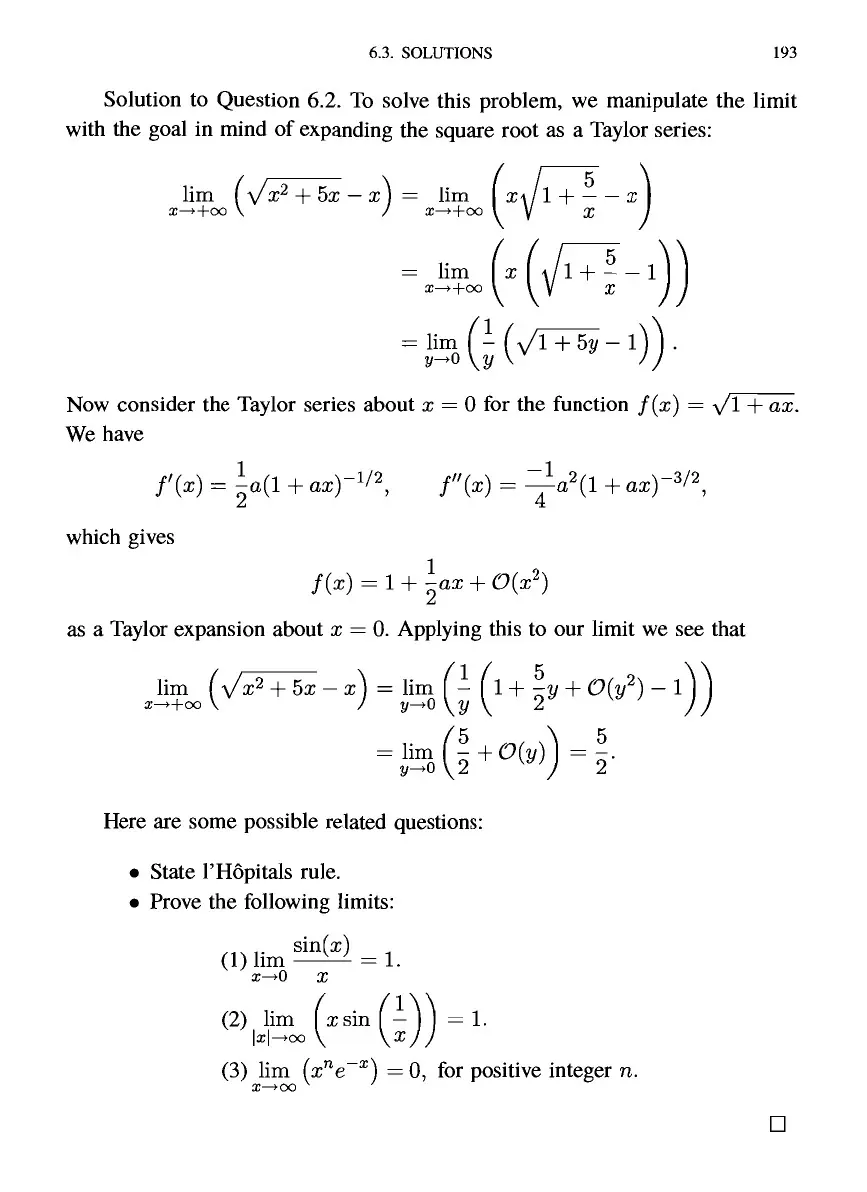 6.3. SOLUTIONS 193
Solution to Question 6.2. To solve this problem, we manipulate the limit
with the goal in mind of expanding the square root as a Taylor series:
lim_{x→+∞} (√(x² + 5x) − x) = lim_{x→+∞} (x√(1 + 5/x) − x)
= lim_{x→+∞} (x (√(1 + 5/x) − 1))
= lim_{y→0} (1/y (√(1 + 5y) − 1)).
Now consider the Taylor series about x = 0 for the function f(x) = √(1 + ax).
We have
f′(x) = 1/2 a(1 + ax)^{−1/2}, f″(x) = −1/4 a²(1 + ax)^{−3/2},
which gives
f(x) = 1 + 1/2 ax + O(x²)
as a Taylor expansion about x = 0. Applying this to our limit we see that
lim_{x→+∞} (√(x² + 5x) − x) = lim_{y→0} (1/y (1 + 5/2 y + O(y²) − 1))
= lim_{y→0} (5/2 + O(y)) = 5/2.
Here are some possible related questions:
• State l'Hôpitals rule.
• Prove the following limits:
(1) lim_{x→0} sin(x)/x = 1.
(2) lim_{|x|→∞} (x sin (1/x)) = 1.
(3) lim_{x→∞} (xⁿe^{−x}) = 0, for positive integer n.
□